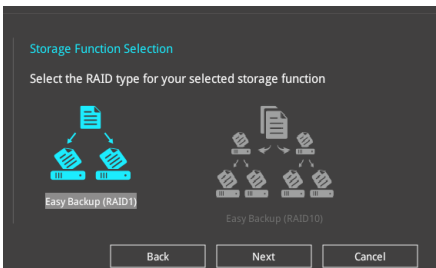 Storage Function Selection
Select the RAID type for your selected storage function
Easy Backup (RAID1)
Easy Backup (RAID10)
Back
Next
Cancel